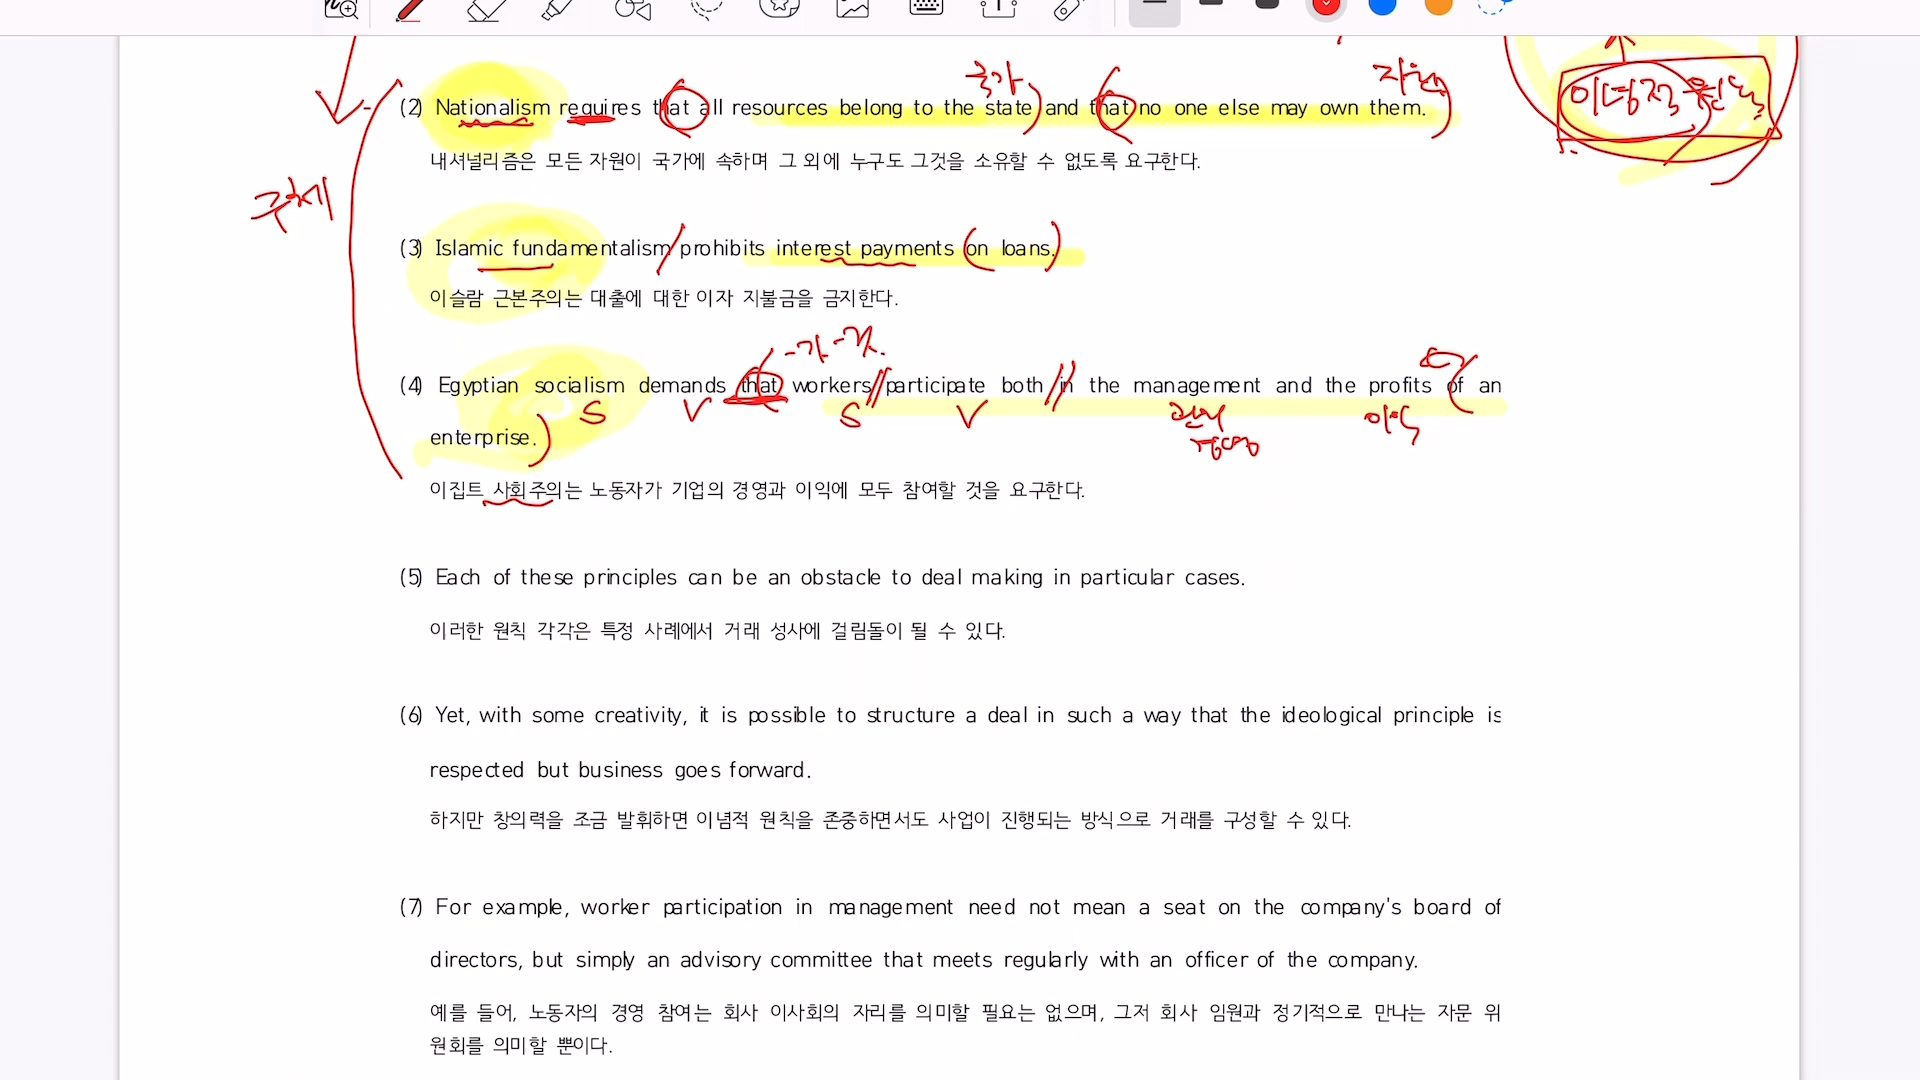 국가
자원
(2) Nationalism requires that all resources belong to the state and that no one else may own them.
이념적 원칙
내셔널리즘은 모든 자원이 국가에 속하며 그 외에 누구도 그것을 소유할 수 없도록 요구한다.
구체
(3) Islamic fundamentalism prohibits interest payments on loans.
이슬람 근본주의는 대출에 대한 이자 지불금을 금지한다.
(4) Egyptian socialism demands that workers participate both in the management and the profits of an
S V S V 이익
enterprise.
이집트 사회주의는 노동자가 기업의 경영과 이익에 모두 참여할 것을 요구한다.
(5) Each of these principles can be an obstacle to deal making in particular cases.
이러한 원칙 각각은 특정 사례에서 거래 성사에 걸림돌이 될 수 있다.
(6) Yet, with some creativity, it is possible to structure a deal in such a way that the ideological principle is
respected but business goes forward.
하지만 창의력을 조금 발휘하면 이념적 원칙을 존중하면서도 사업이 진행되는 방식으로 거래를 구성할 수 있다.
(7) For example, worker participation in management need not mean a seat on the company's board of
directors, but simply an advisory committee that meets regularly with an officer of the company.
예를 들어, 노동자의 경영 참여는 회사 이사회의 자리를 의미할 필요는 없으며, 그저 회사 임원과 정기적으로 만나는 자문 위
원회를 의미할 뿐이다.